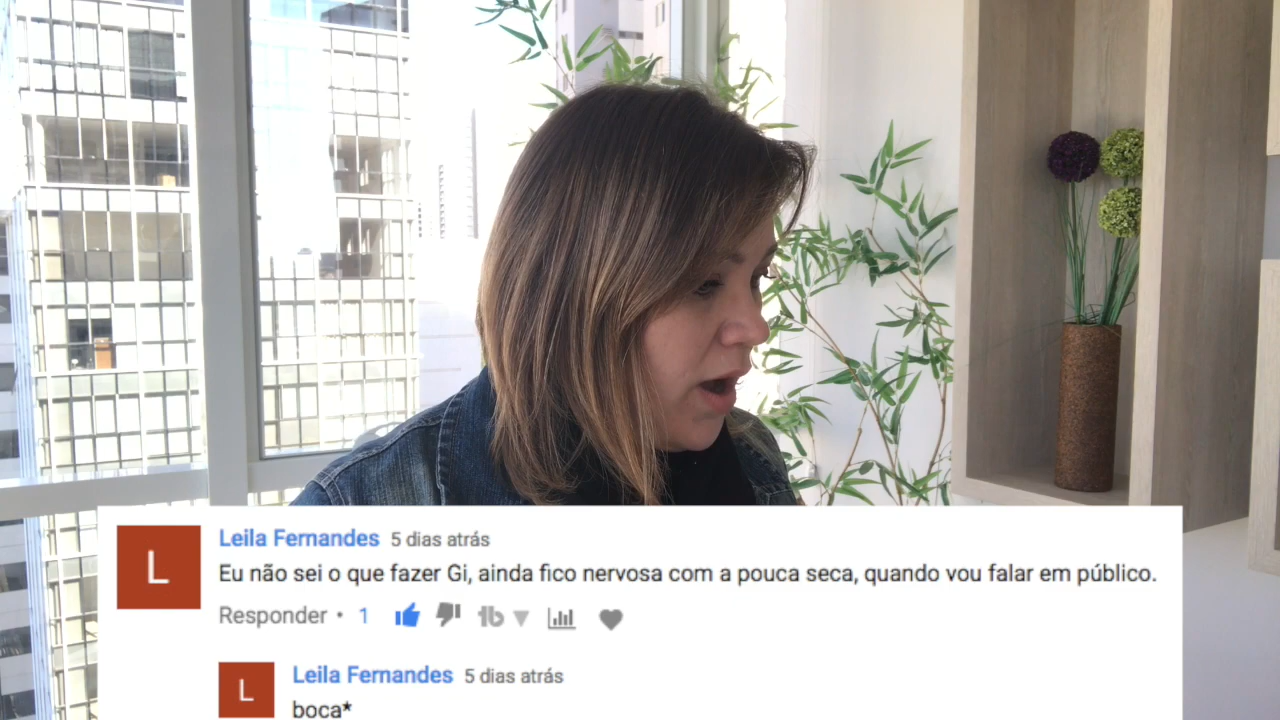 L
Leila Fernandes 5 dias atrás
Eu não sei o que fazer Gi, ainda fico nervosa com a pouca seca, quando vou falar em público.
Responder • 1
L
Leila Fernandes 5 dias atrás
boca*